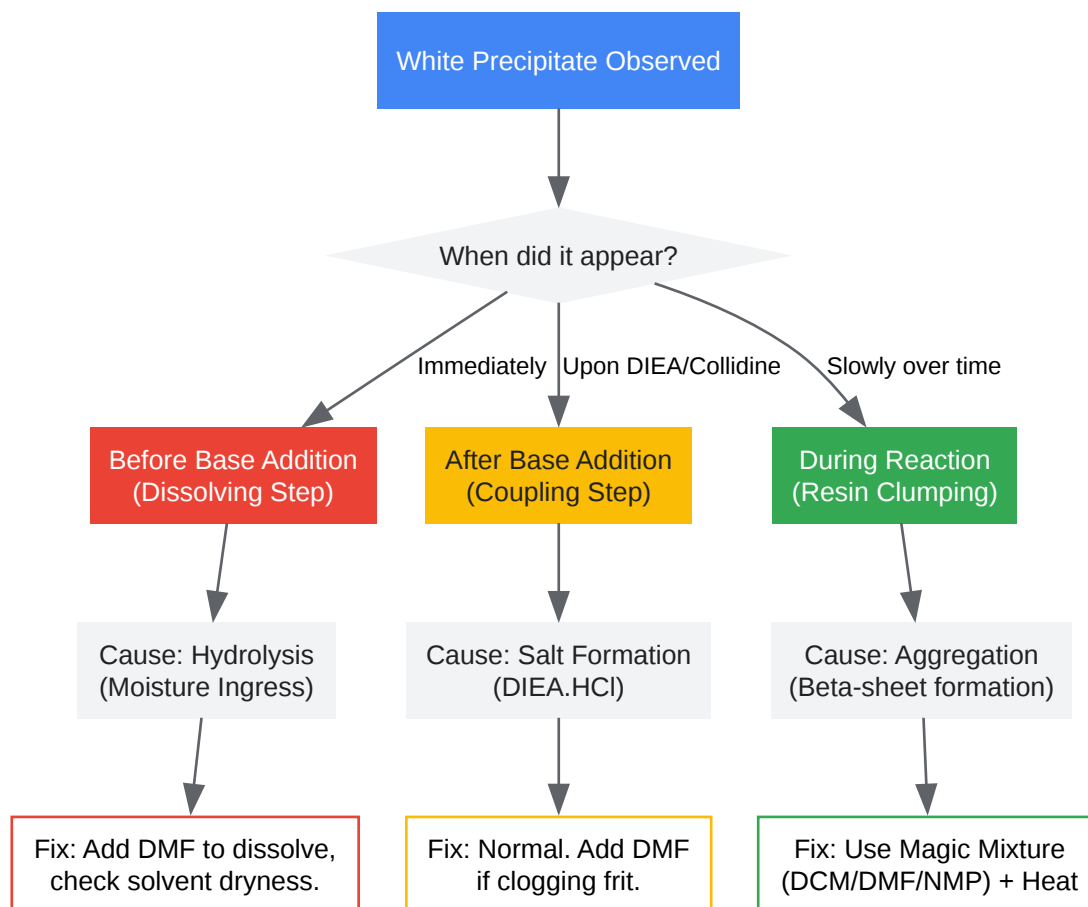 White Precipitate Observed
When did it appear?
Immediately
Upon DIEA/Collidine
Slowly over time
Before Base Addition
(Dissolving Step)
After Base Addition
(Coupling Step)
During Reaction
(Resin Clumping)
Cause: Hydrolysis
(Moisture Ingress)
Cause: Salt Formation
(DIEA.HCl)
Cause: Aggregation
(Beta-sheet formation)
Fix: Add DMF to dissolve,
check solvent dryness.
Fix: Normal. Add DMF
if clogging frit.
Fix: Use Magic Mixture
(DCM/DMF/NMP) + Heat